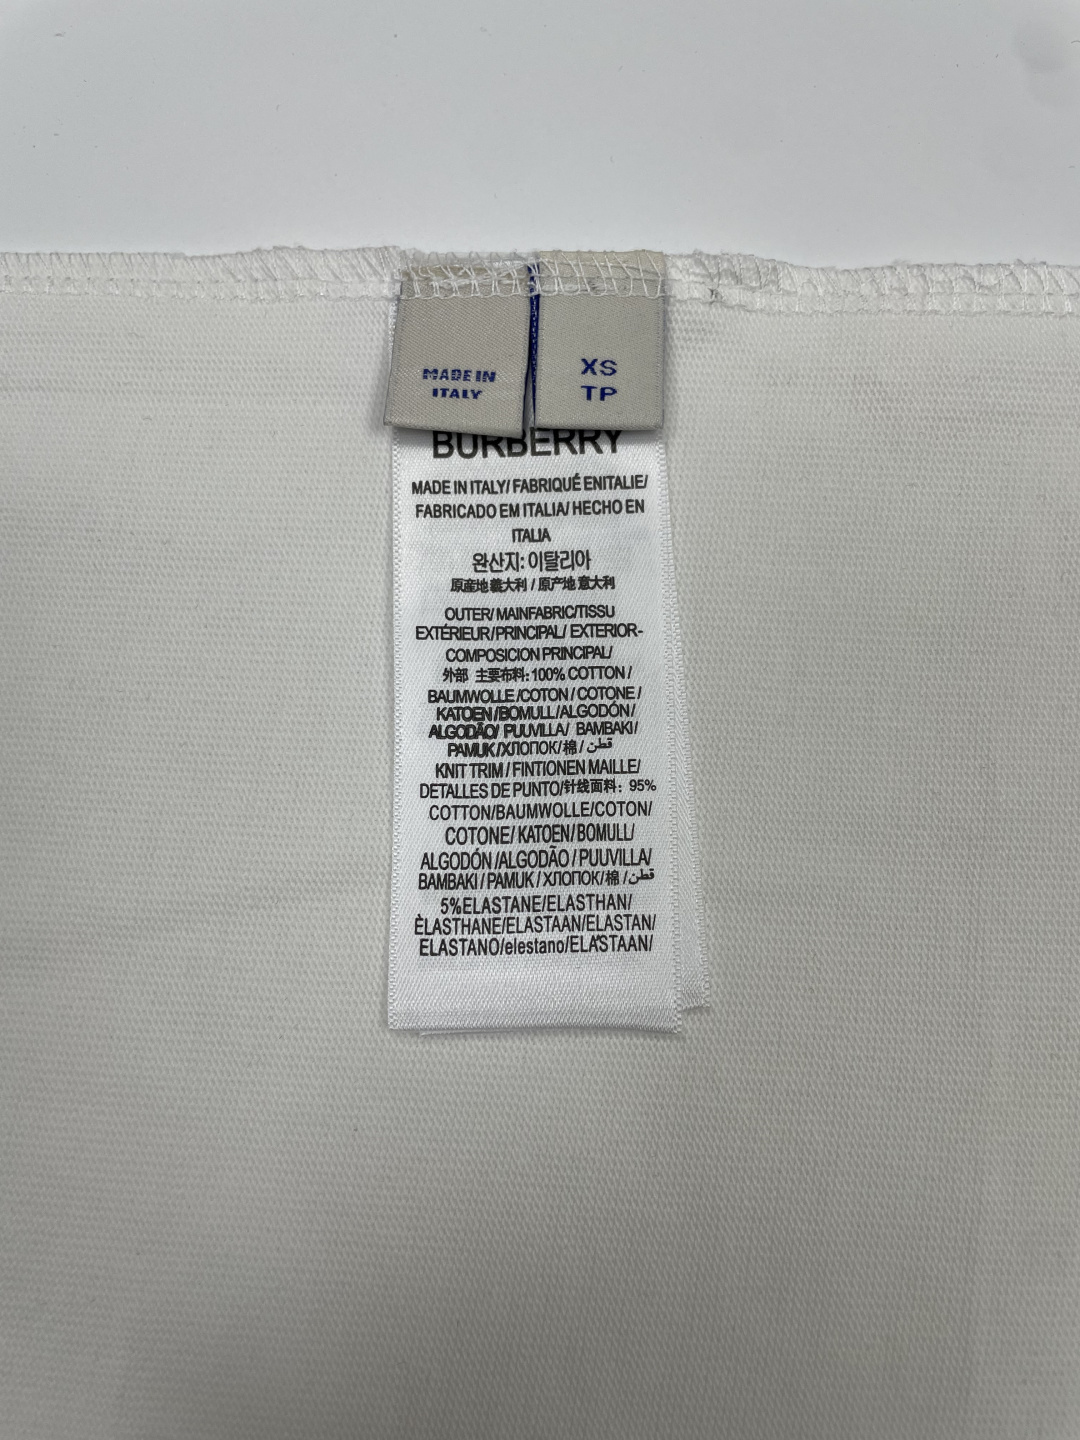 MADE IN
ITALY
XS
TP
BURBERRY
MADE IN ITALY/ FABRIQUÉ ENITALIE/
FABRICADO EM ITALIA/ HECHO EN
ITALIA
완산지: 이탈리아
原産地義大利 / 原产地意大利
OUTER/ MAINFABRIC/TISSU
EXTÉRIEUR/PRINCIPAL/ EXTERIOR-
COMPOSICION PRINCIPAL/
外部 主要布料: 100% COTTON /
BAUMWOLLE /COTON / COTONE /
KATOEN /BOMULL/ALGODÓN /
ALGODÃO/ PUUVILLA/ BAMBAKI /
PAMUK/ХЛОПОК/ 棉 / قطن
KNIT TRIM / FINTIONEN MAILLE/
DETALLES DE PUNTO/针线面料: 95%
COTTON/BAUMWOLLE/COTON/
COTONE/ KATOEN/ BOMULL/
ALGODÓN /ALGODÃO / PUUVILLA/
BAMBAKI / PAMUK / ХЛОПОК/ 棉 / قطن
5%ELASTANE/ELASTHAN/
ÈLASTHANE/ELASTAAN/ELASTAN/
ELASTANO/elestano/ELA'STAAN/